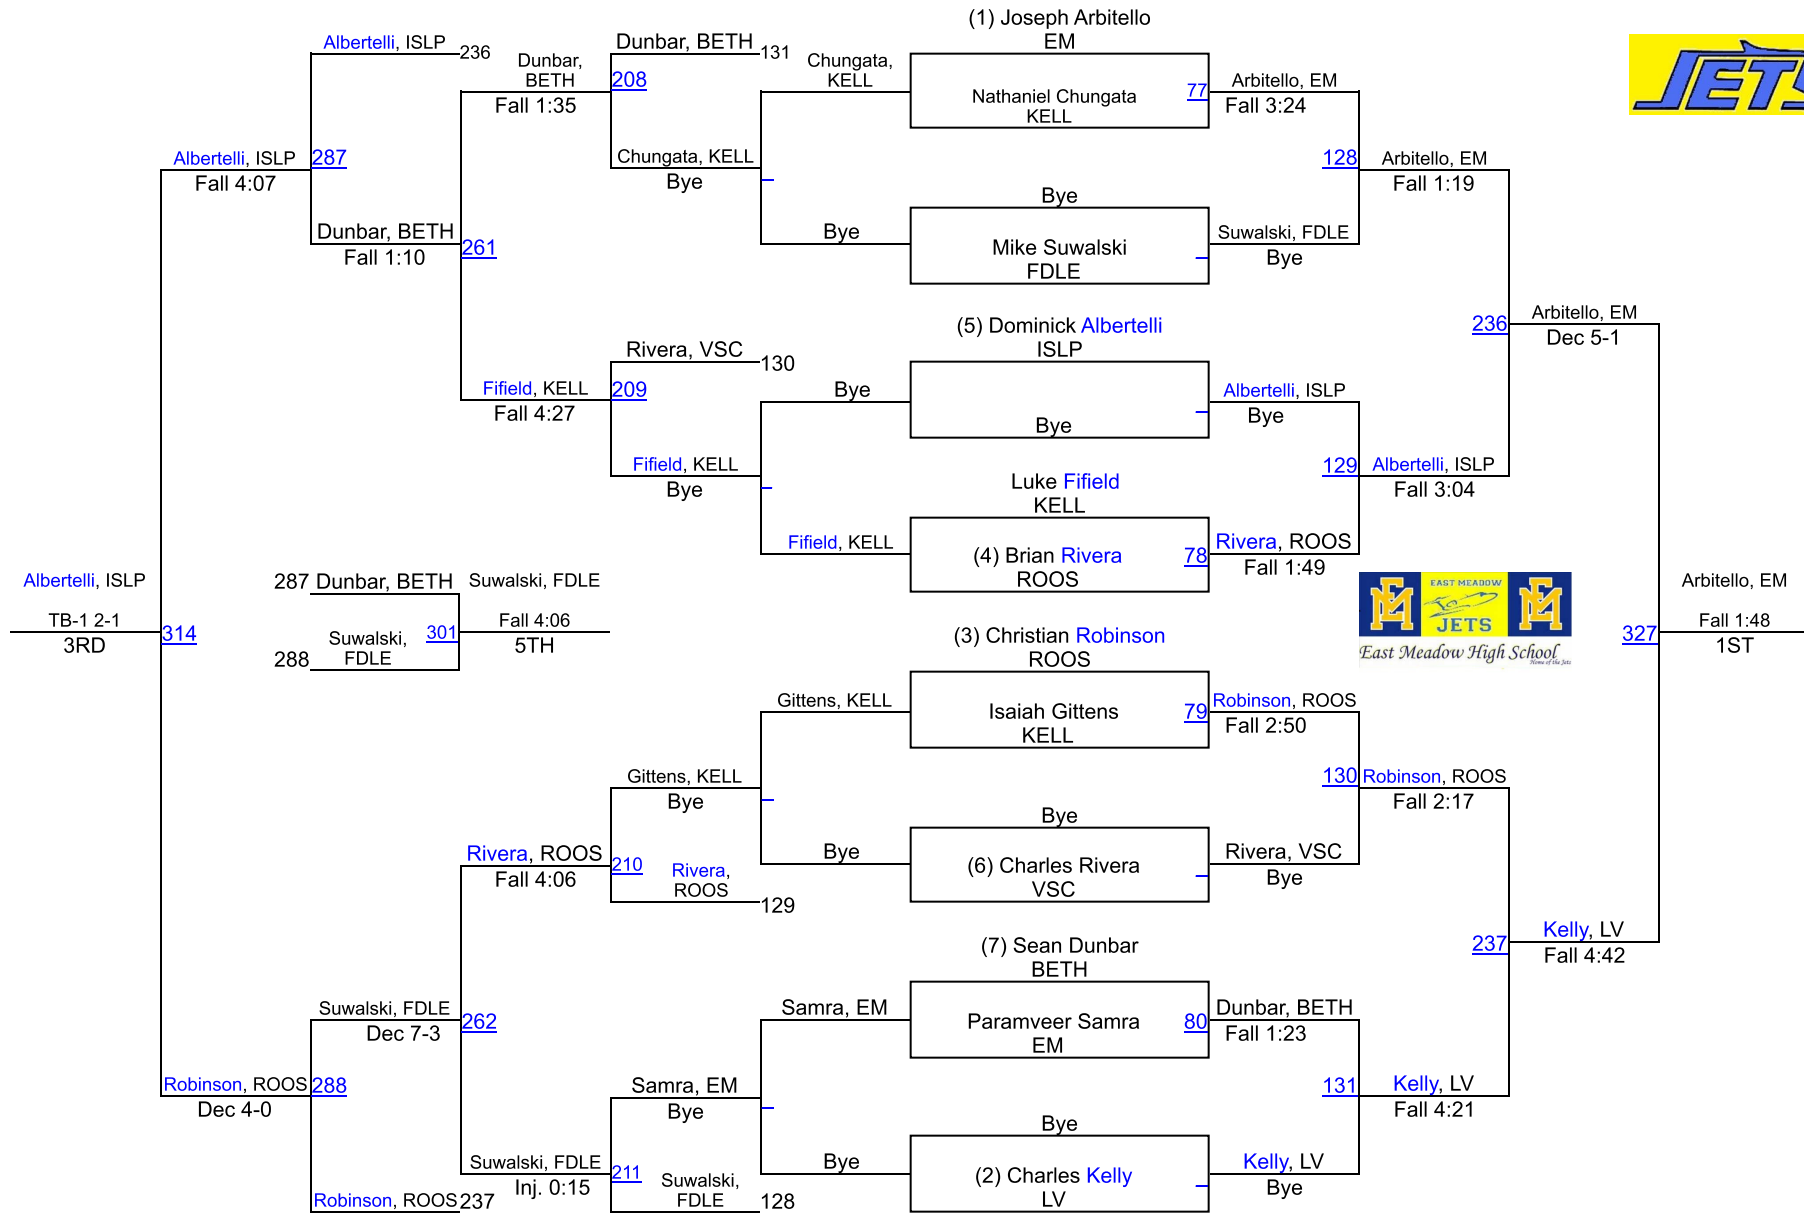 (1) Joseph Arbitello
EM
Albertelli, ISLP
236
Dunbar, BETH
131
Dunbar,
BETH
208
Fall 1:35
Chungata,
KELL
Nathaniel Chungata
KELL
77
Arbitello, EM
Fall 3:24
JETS
Albertelli, ISLP
287
Fall 4:07
Chungata, KELL
Bye
128
Arbitello, EM
Fall 1:19
Bye
Dunbar, BETH
261
Fall 1:10
Bye
Mike Suwalski
FDLE
Suwalski, FDLE
Bye
(5) Dominick Albertelli
ISLP
236
Arbitello, EM
Dec 5-1
Rivera, VSC
130
Fifield, KELL
209
Fall 4:27
Bye
Bye
Albertelli, ISLP
Bye
Fifield, KELL
Bye
Luke Fifield
KELL
129
Albertelli, ISLP
Fall 3:04
Fifield, KELL
(4) Brian Rivera
ROOS
78
Rivera, ROOS
Fall 1:49
Albertelli, ISLP
TB-1 2-1
3RD
314
287 Dunbar, BETH
Suwalski, FDLE
Suwalski,
FDLE
288
301
Fall 4:06
5TH
EM
EAST MEADOW
JETS
EM
East Meadow High School
Home of the Jets
Arbitello, EM
327
Fall 1:48
1ST
(3) Christian Robinson
ROOS
Gittens, KELL
Isaiah Gittens
KELL
79
Robinson, ROOS
Fall 2:50
Gittens, KELL
Bye
130
Robinson, ROOS
Fall 2:17
Bye
Rivera, ROOS
210
Fall 4:06
Rivera,
ROOS
129
Bye
(6) Charles Rivera
VSC
Rivera, VSC
Bye
(7) Sean Dunbar
BETH
237
Kelly, LV
Fall 4:42
Suwalski, FDLE
262
Dec 7-3
Samra, EM
Paramveer Samra
EM
80
Dunbar, BETH
Fall 1:23
Robinson, ROOS
288
Dec 4-0
Samra, EM
Bye
131
Kelly, LV
Fall 4:21
Bye
Suwalski, FDLE
211
Inj. 0:15
Suwalski,
FDLE
128
Bye
(2) Charles Kelly
LV
Kelly, LV
Bye
Robinson, ROOS
237